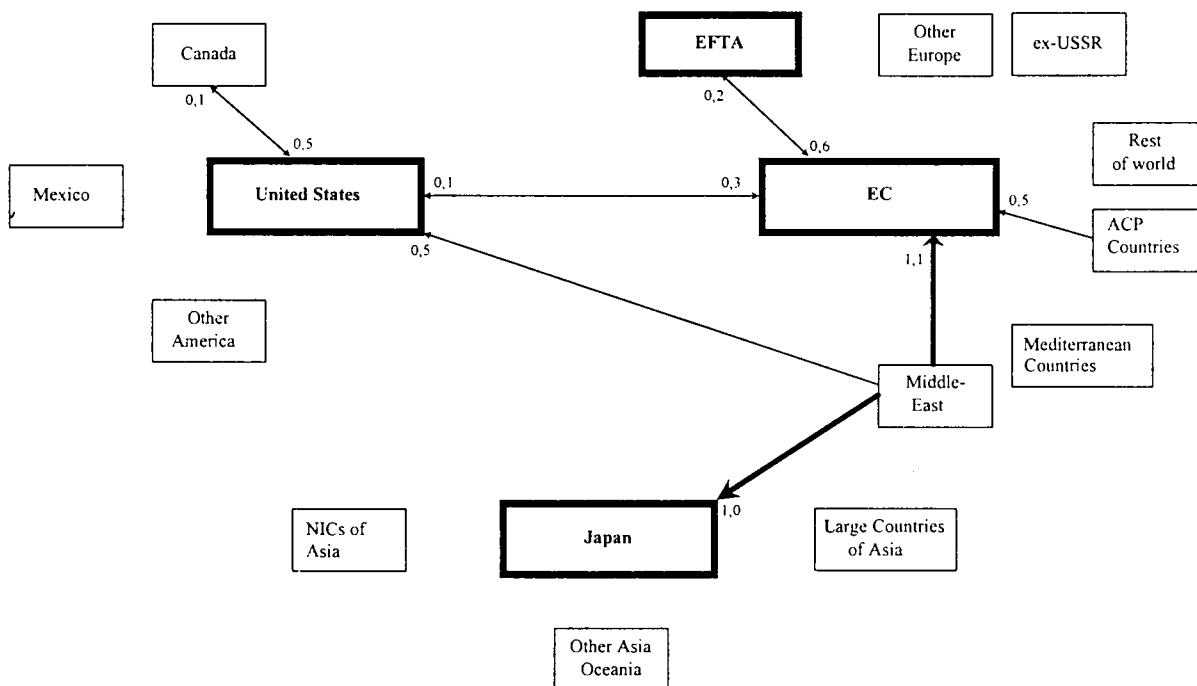 Canada
EFTA
Other
Europe
ex-USSR
0,1
0,2
0,5
0,6
Rest
of world
Mexico
United States
0,1
0,3
EC
0,5
ACP
Countries
0,5
1,1
Other
America
Mediterranean
Countries
Middle-
East
NICs of
Asia
Japan
1,0
Large Countries
of Asia
Other Asia
Oceania